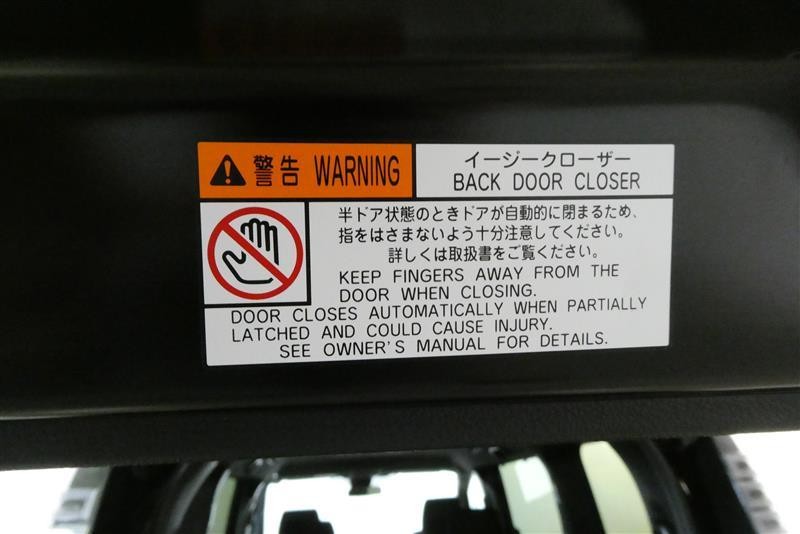 警告 WARNING
イージークローザー
BACK DOOR CLOSER
半ドア状態のときドアが自動的に閉まるため、
指をはさまないよう十分注意してください。
詳しくは取扱書をご覧ください。
KEEP FINGERS AWAY FROM THE
DOOR WHEN CLOSING.
DOOR CLOSES AUTOMATICALLY WHEN PARTIALLY
LATCHED AND COULD CAUSE INJURY.
SEE OWNER'S MANUAL FOR DETAILS.